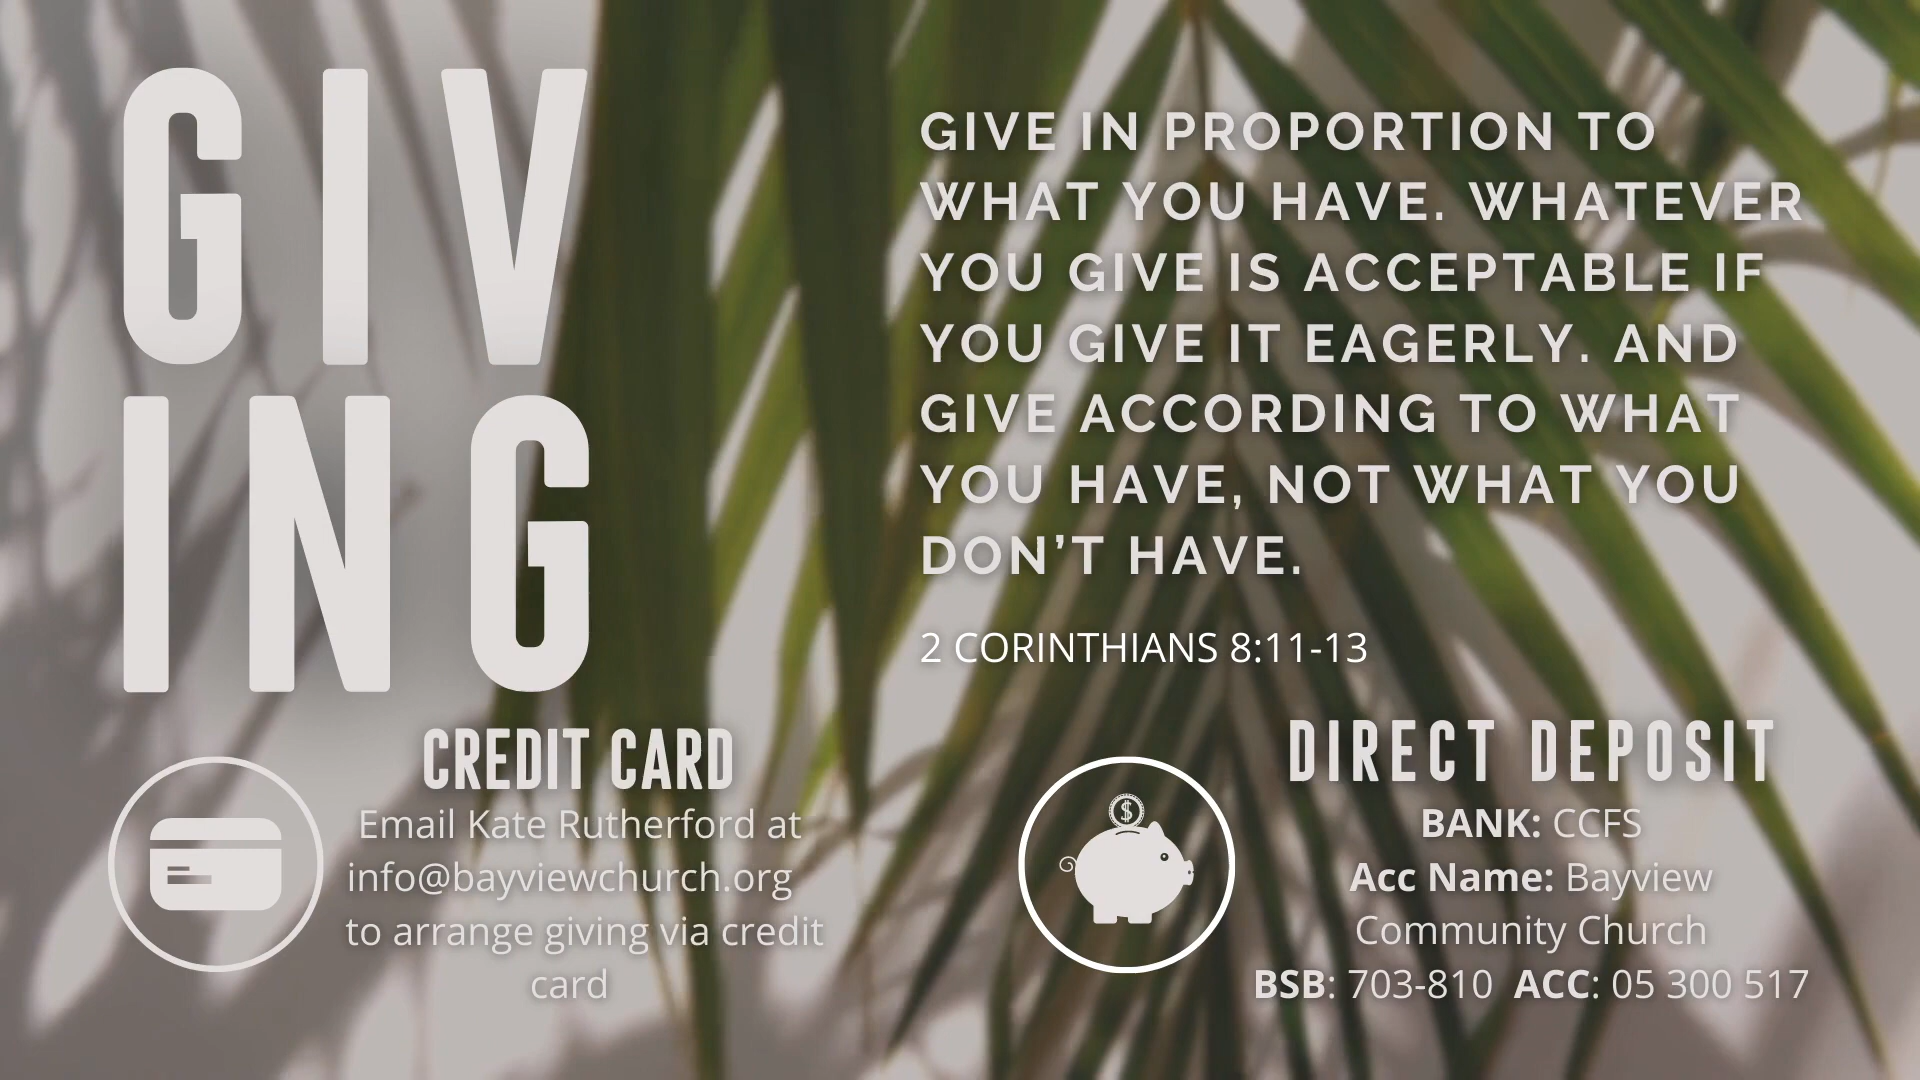 GIV
ING
GIVE IN PROPORTION TO
WHAT YOU HAVE. WHATEVER
YOU GIVE IS ACCEPTABLE IF
YOU GIVE IT EAGERLY. AND
GIVE ACCORDING TO WHAT
YOU HAVE, NOT WHAT YOU
DON’T HAVE.
2 CORINTHIANS 8:11-13
CREDIT CARD
Email Kate Rutherford at
info@bayviewchurch.org
to arrange giving via credit
card
$
DIRECT DEPOSIT
BANK: CCFS
Acc Name: Bayview
Community Church
BSB: 703-810 ACC: 05 300 517